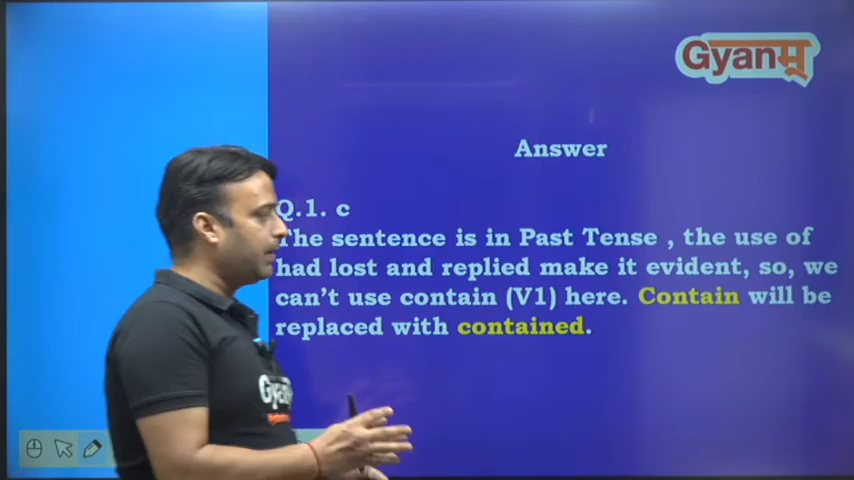 Gyanम्
Answer
Q.1. c
The sentence is in Past Tense , the use of
had lost and replied make it evident, so, we
can't use contain (V1) here. Contain will be
replaced with contained.